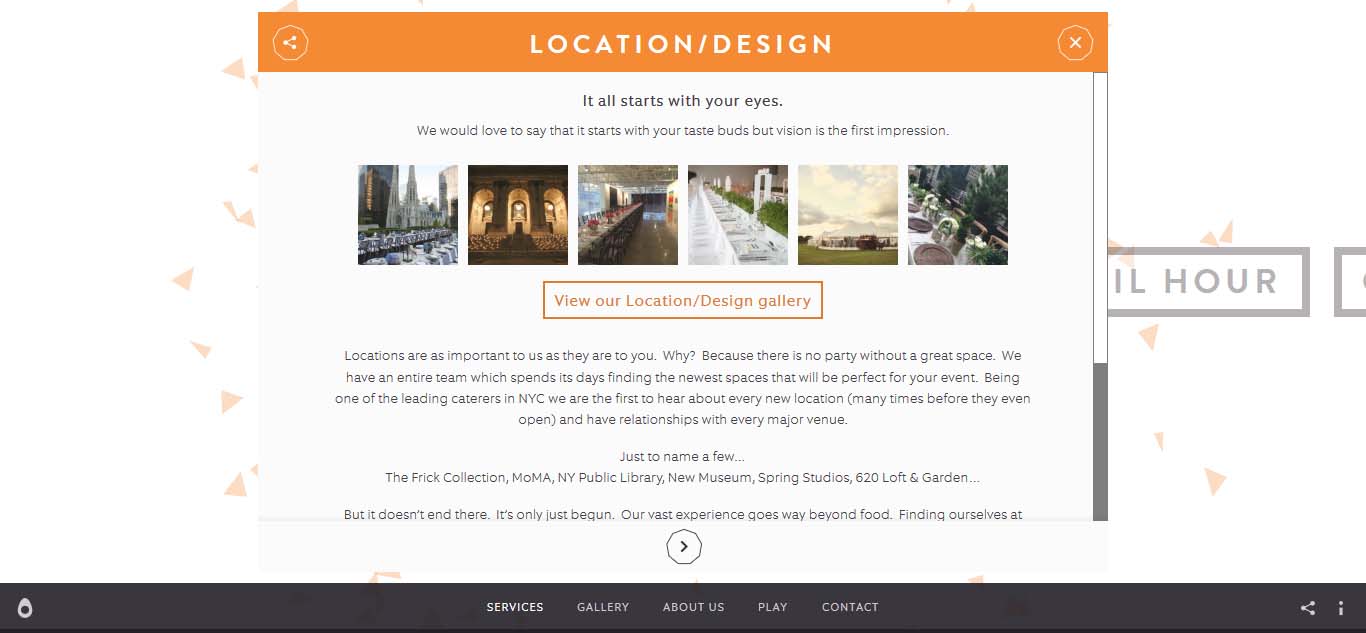 LOCATION/DESIGN
It all starts with your eyes.
We would love to say that it starts with your taste buds but vision is the first impression.
View our Location/Design gallery
IL HOUR
Locations are as important to us as they are to you.  Why?  Because there is no party without a great space.  We
have an entire team which spends its days finding the newest spaces that will be perfect for your event.  Being
one of the leading caterers in NYC we are the first to hear about every new location (many times before they even
open) and have relationships with every major venue.
Just to name a few...
The Frick Collection, MoMA, NY Public Library, New Museum, Spring Studios, 620 Loft & Garden...
But it doesn't end there.  It's only just begun.  Our vast experience goes way beyond food.  Finding ourselves at
SERVICES GALLERY ABOUT US PLAY CONTACT